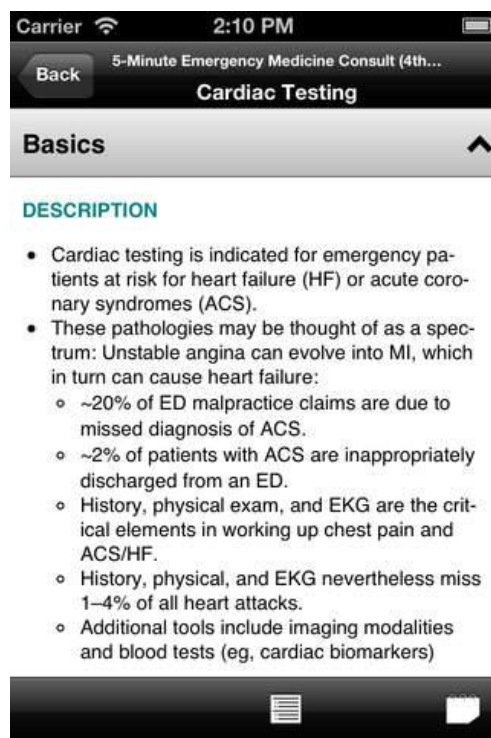 Carrier 2:10 PM
5-Minute Emergency Medicine Consult (4th...
Back
Cardiac Testing
Basics
DESCRIPTION
• Cardiac testing is indicated for emergency pa-
tients at risk for heart failure (HF) or acute coro-
nary syndromes (ACS).
• These pathologies may be thought of as a spec-
trum: Unstable angina can evolve into MI, which
in turn can cause heart failure:
◦ ~20% of ED malpractice claims are due to
missed diagnosis of ACS.
◦ ~2% of patients with ACS are inappropriately
discharged from an ED.
◦ History, physical exam, and EKG are the crit-
ical elements in working up chest pain and
ACS/HF.
◦ History, physical, and EKG nevertheless miss
1–4% of all heart attacks.
◦ Additional tools include imaging modalities
and blood tests (eg, cardiac biomarkers)